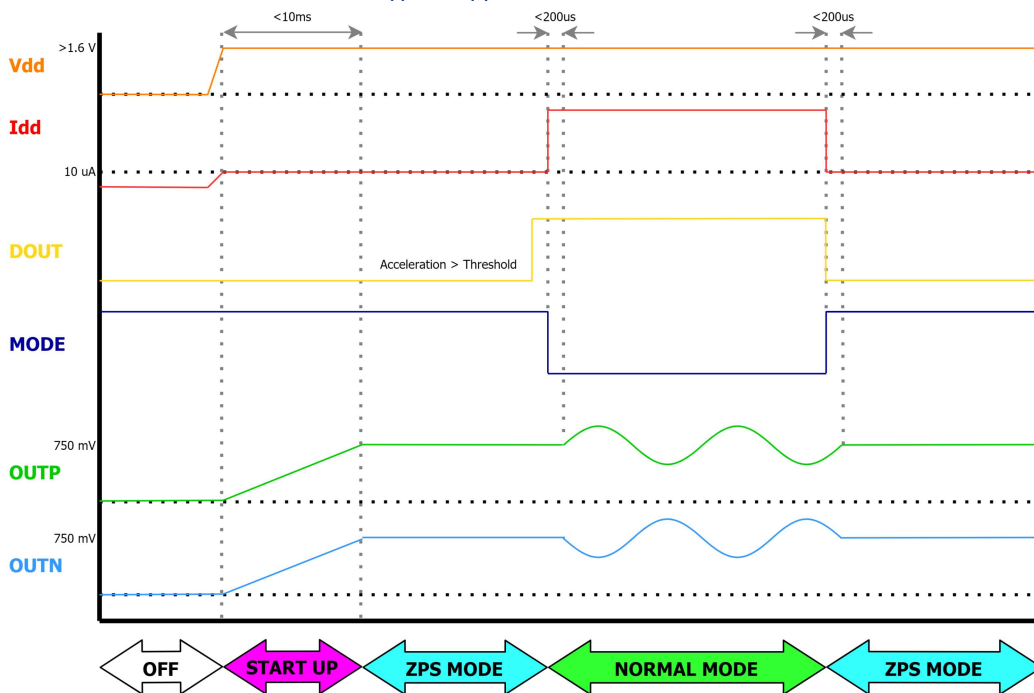 <10ms
<200us
<200us
>1.6 V
Vdd
Idd
10 uA
DOUT
Acceleration > Threshold
MODE
750 mV
OUTP
750 mV
OUTN
OFF
START UP
ZPS MODE
NORMAL MODE
ZPS MODE